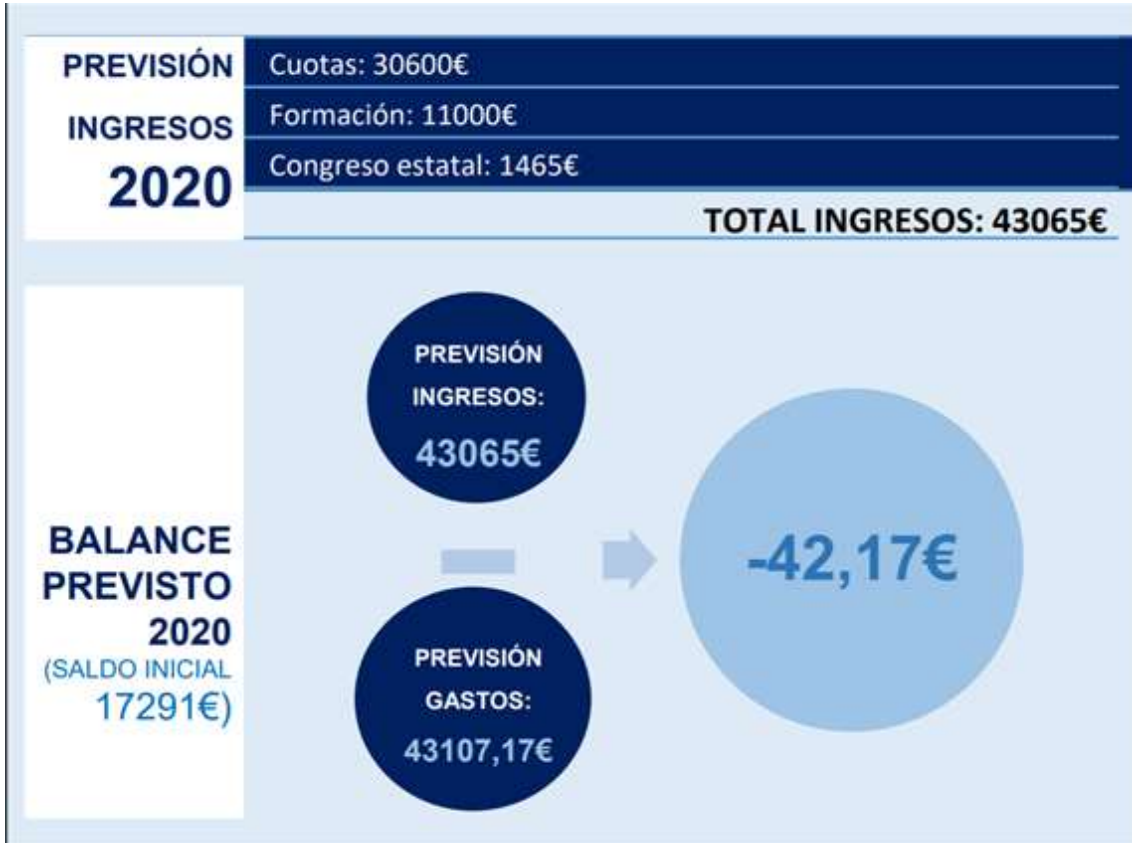 PREVISIÓN
INGRESOS
2020
Cuotas: 30600€
Formación: 11000€
Congreso estatal: 1465€
TOTAL INGRESOS: 43065€
BALANCE
PREVISTO
2020
(SALDO INICIAL
17291€)
PREVISIÓN
INGRESOS:
43065€
PREVISIÓN
GASTOS:
43107,17€
-42,17€